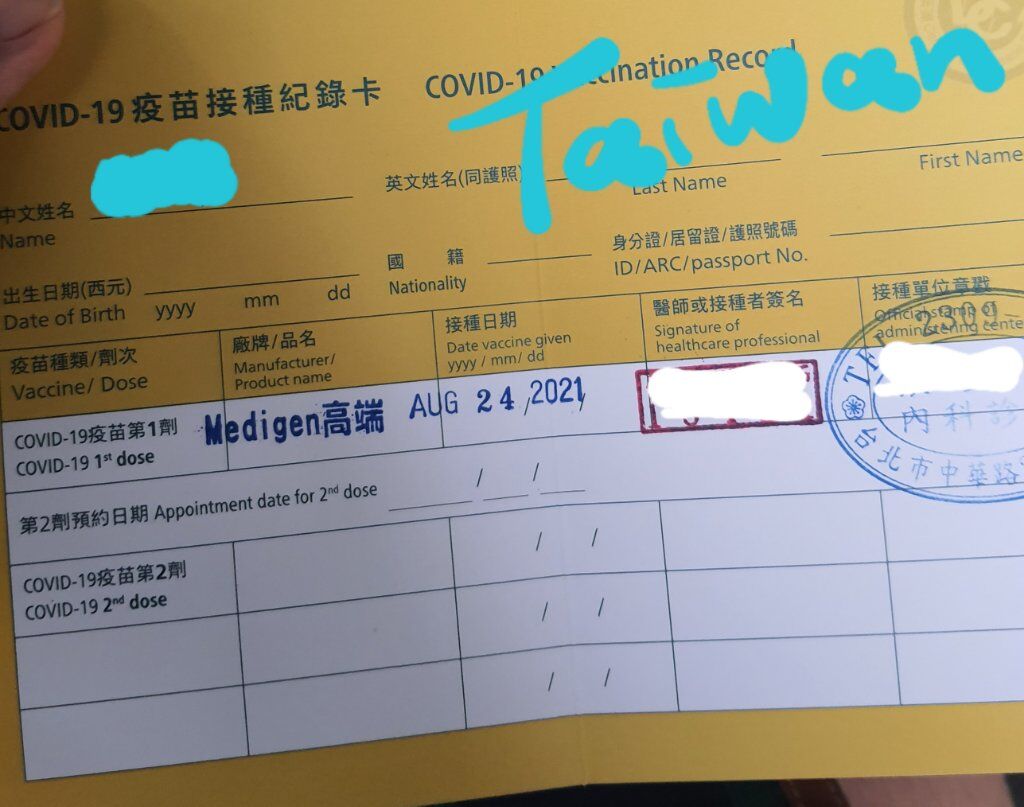 COVID-19 疫苗接種紀錄卡
COVID-19 Vaccination Record
Taiwan
中文姓名
Name
英文姓名(同護照)
Last Name
First Name
出生日期(西元)
Date of Birth yyyy mm dd
國 籍
Nationality
身分證/居留證/護照號碼
ID/ARC/passport No.
疫苗種類/劑次
Vaccine/ Dose
廠牌/品名
Manufacturer/
Product name
接種日期
Date vaccine given
yyyy / mm/ dd
醫師或接種者簽名
Signature of
healthcare professional
接種單位章戳
Official stamp of
administering center
COVID-19疫苗第1劑
COVID-19 1st dose
Medigen高端
AUG 24,2021
TEL 2309
內科診
台北市中華路
第2劑預約日期 Appointment date for 2nd dose / /
COVID-19疫苗第2劑
COVID-19 2nd dose
/ /
/ /
/ /